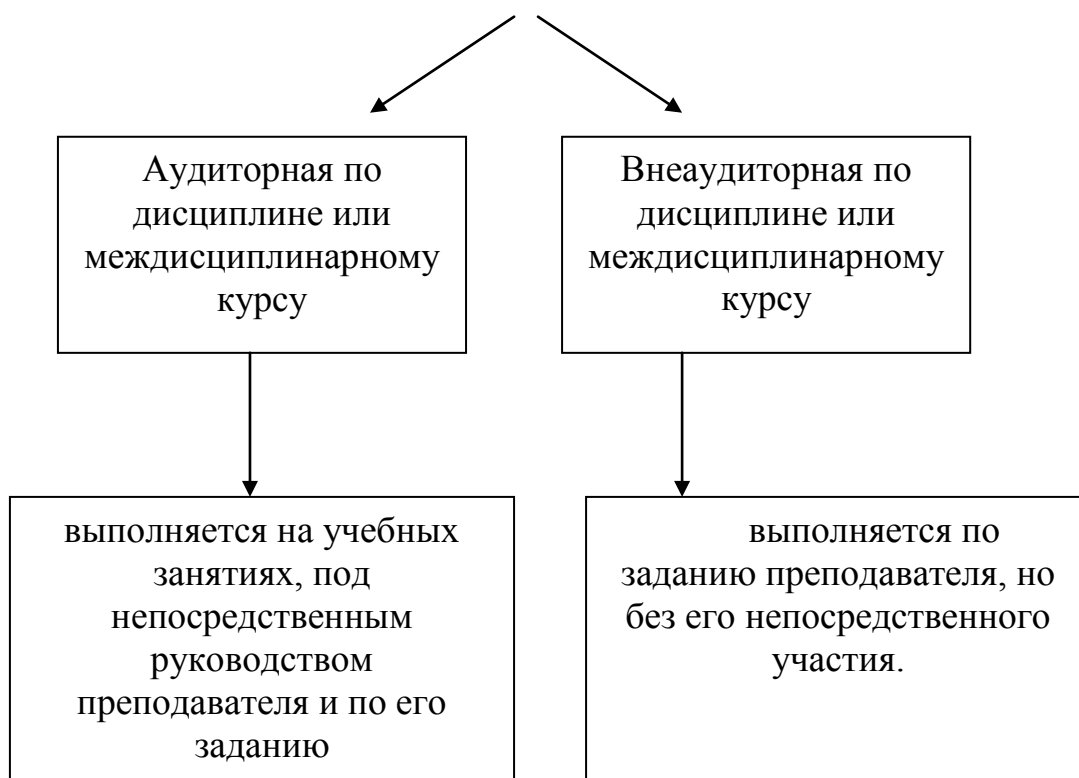 Аудиторная по
дисциплине или
междисциплинарному
курсу
Внеаудиторная по
дисциплине или
междисциплинарному
курсу
выполняется на учебных
занятиях, под
непосредственным
руководством
преподавателя и по его
заданию
выполняется по
заданию преподавателя, но
без его непосредственного
участия.